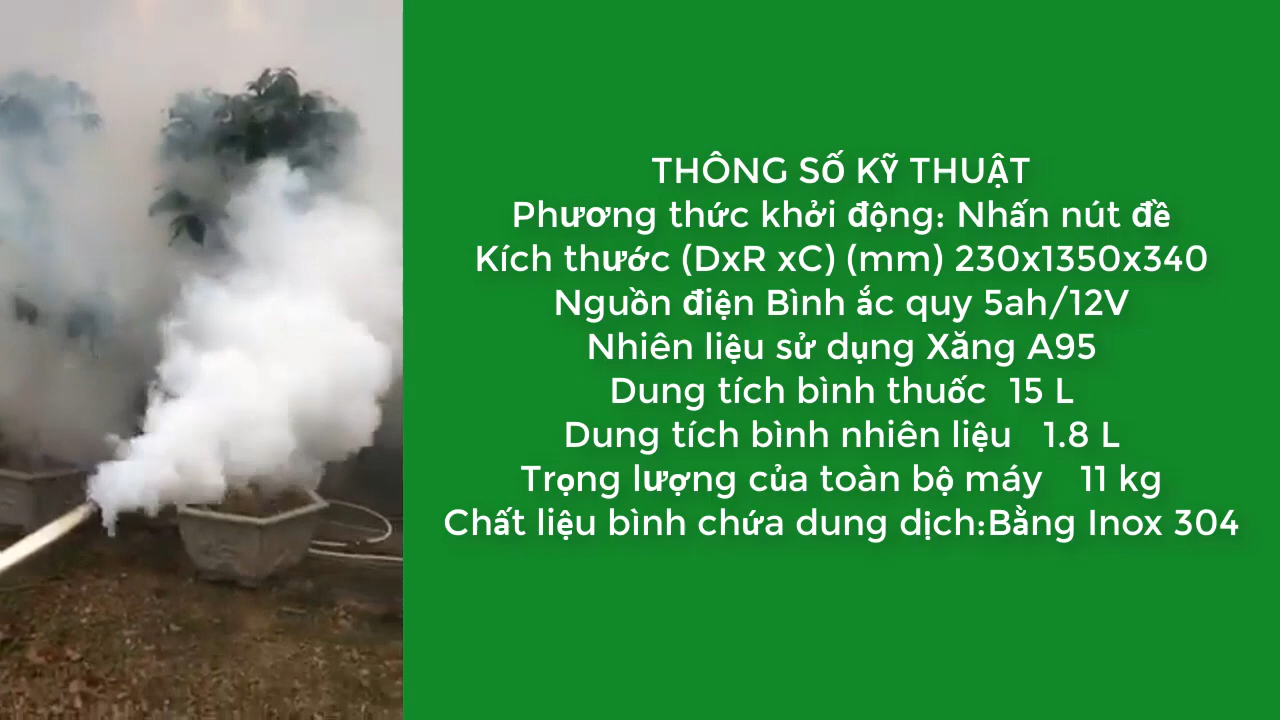 THÔNG SỐ KỸ THUẬT
Phương thức khởi động: Nhấn nút đề
Kích thước (DxR xC) (mm) 230x1350x340
Nguồn điện Bình ắc quy 5ah/12V
Nhiên liệu sử dụng Xăng A95
Dung tích bình thuốc  15 L
Dung tích bình nhiên liệu   1.8 L
Trọng lượng của toàn bộ máy    11 kg
Chất liệu bình chứa dung dịch:Bằng Inox 304